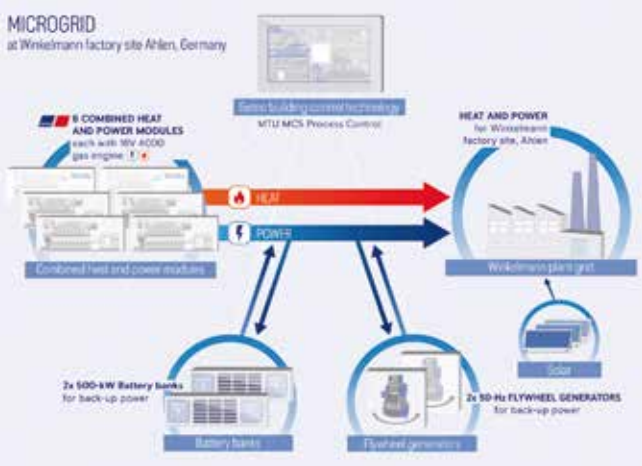 MICROGRID
at Winkelmann factory site Ahlen, Germany
building control technology
MTU MCS Process Control
6 COMBINED HEAT
AND POWER MODULES
each with 16V 4000
gas engine
HEAT AND POWER
for Winkelmann
factory site, Ahlen
HEAT
POWER
Combined heat and power modules
Winkelmann plant grid
Solar
2x 500-kW Battery banks
for back-up power
2x 50-Hz FLYWHEEL GENERATORS
for back-up power
Battery banks
Flywheel generators